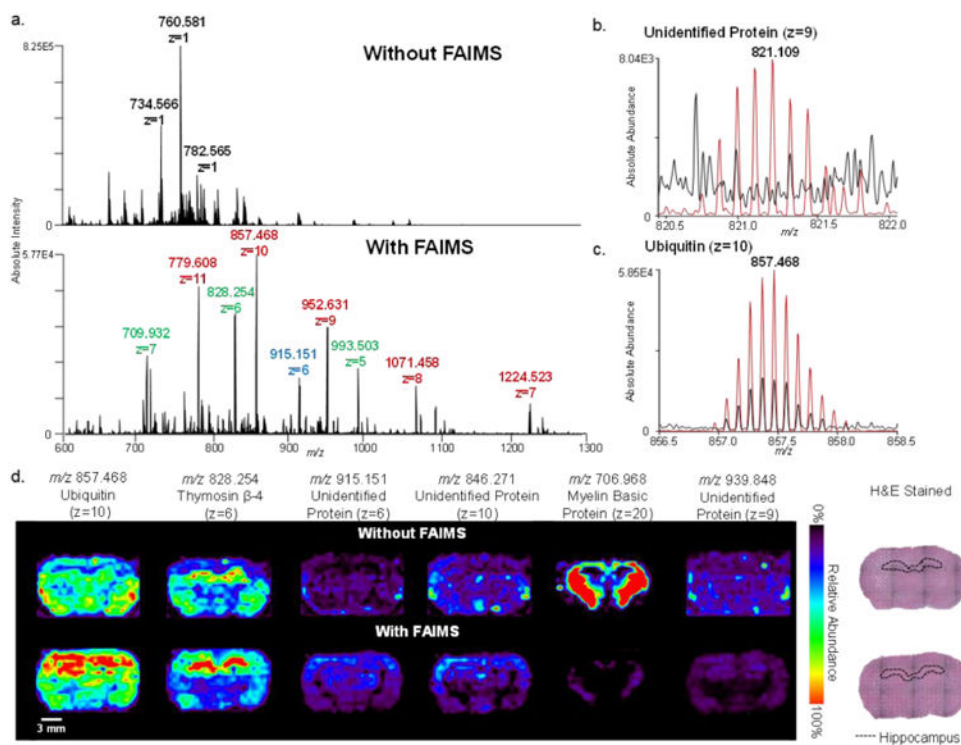 a.
Without FAIMS
8.25E5
760.581
z=1
734.566
z=1
782.565
z=1
0
Absolute Intensity
With FAIMS
5.77E4
857.468
z=10
779.608
z=11
828.254
z=6
952.631
z=9
709.932
z=7
915.151
z=6
993.503
z=5
1071.458
z=8
1224.523
z=7
0
600 700 800 900 1000 1100 1200 1300
m/z
b.
Unidentified Protein (z=9)
821.109
8.04E3
Absolute Abundance
0
820.5 821.0 821.5 822.0
m/z
c.
Ubiquitin (z=10)
857.468
5.85E4
Absolute Abundance
0
856.5 857.0 857.5 858.0 858.5
m/z
d.
m/z 857.468
Ubiquitin
(z=10)
m/z 828.254
Thymosin β-4
(z=6)
m/z 915.151
Unidentified
Protein (z=6)
m/z 846.271
Unidentified Protein
(z=10)
m/z 706.968
Myelin Basic
Protein (z=20)
m/z 939.848
Unidentified
Protein (z=9)
Without FAIMS
With FAIMS
3 mm
0%
Relative Abundance
100%
H&E Stained
Hippocampus